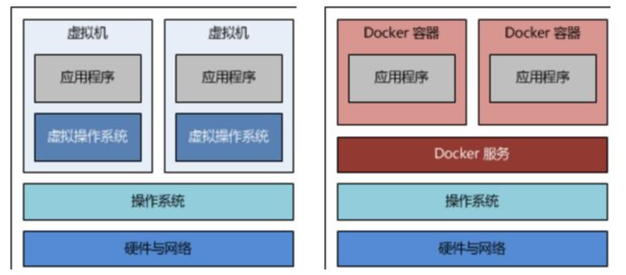 虚拟机
虚拟机
应用程序
应用程序
虚拟操作系统
虚拟操作系统
操作系统
硬件与网络
Docker 容器
Docker 容器
应用程序
应用程序
Docker 服务
操作系统
硬件与网络